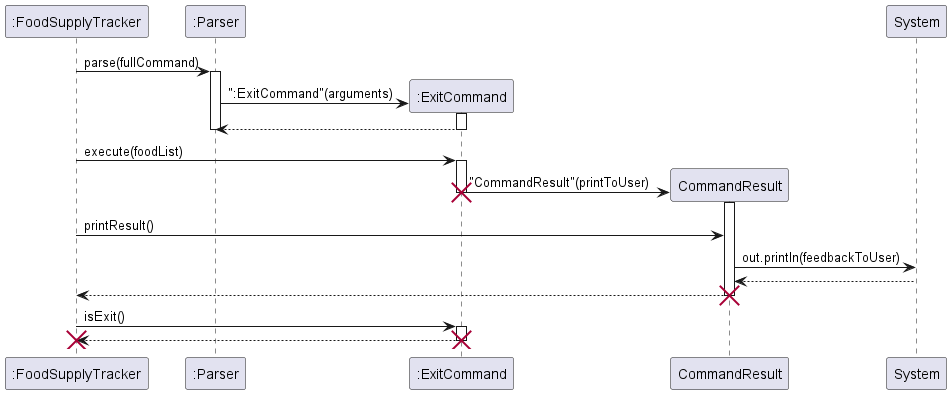 :FoodSupplyTracker
:Parser
System
parse(fullCommand)
":ExitCommand"(arguments)
:ExitCommand
execute(foodList)
"CommandResult"(printToUser)
CommandResult
printResult()
out.println(feedbackToUser)
isExit()
:FoodSupplyTracker
:Parser
:ExitCommand
CommandResult
System